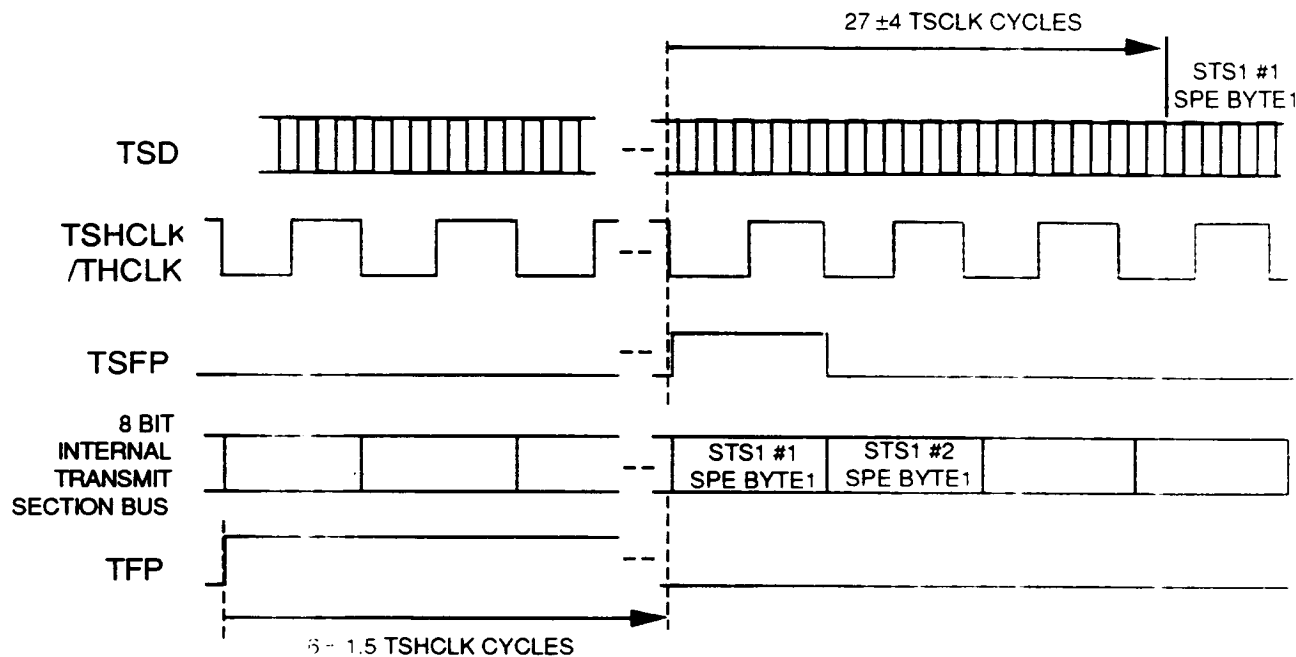 27 ±4 TSCLK CYCLES
STS1 #1
SPE BYTE1
TSD
TSHCLK
/THCLK
TSFP
8 BIT
INTERNAL
TRANSMIT
SECTION BUS
STS1 #1
SPE BYTE1
STS1 #2
SPE BYTE1
TFP
1.5 TSHCLK CYCLES